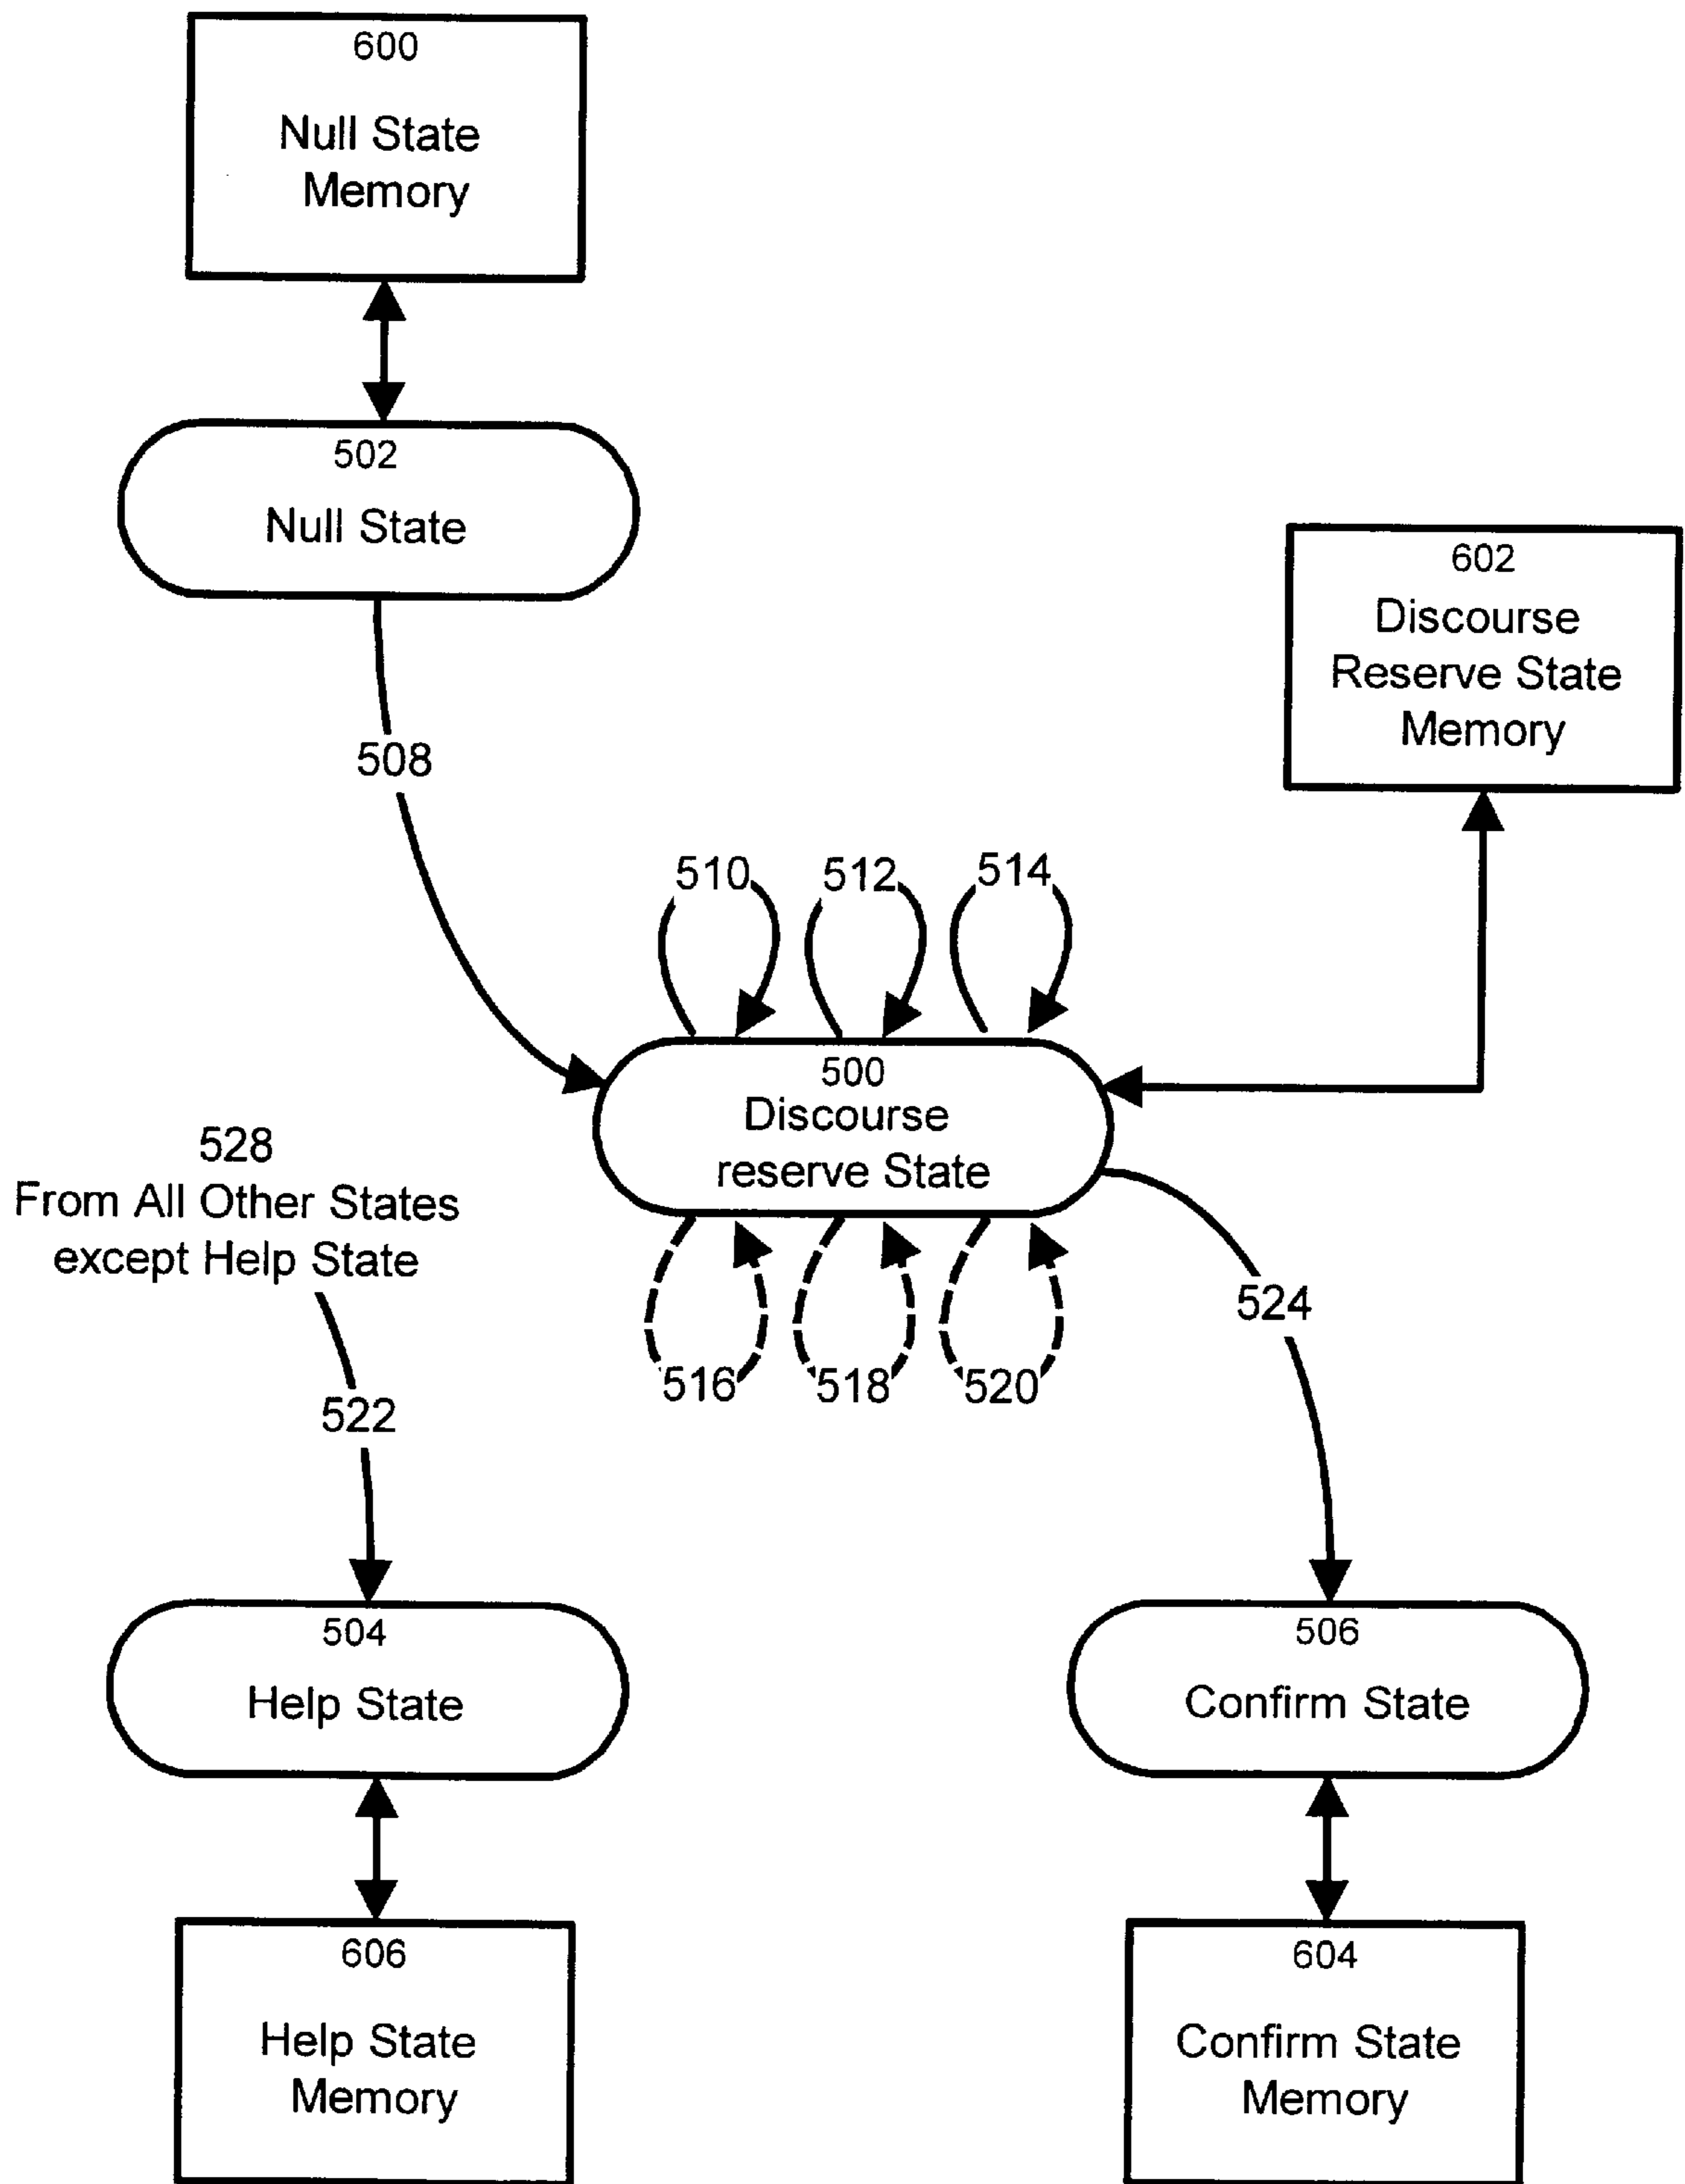 600
Null State
Memory
502
Null State
602
Discourse
Reserve State
Memory
508
510
512
514
500
Discourse
reserve State
528
From All Other States
except Help State
524
516
518
520
522
504
Help State
506
Confirm State
606
Help State
Memory
604
Confirm State
Memory